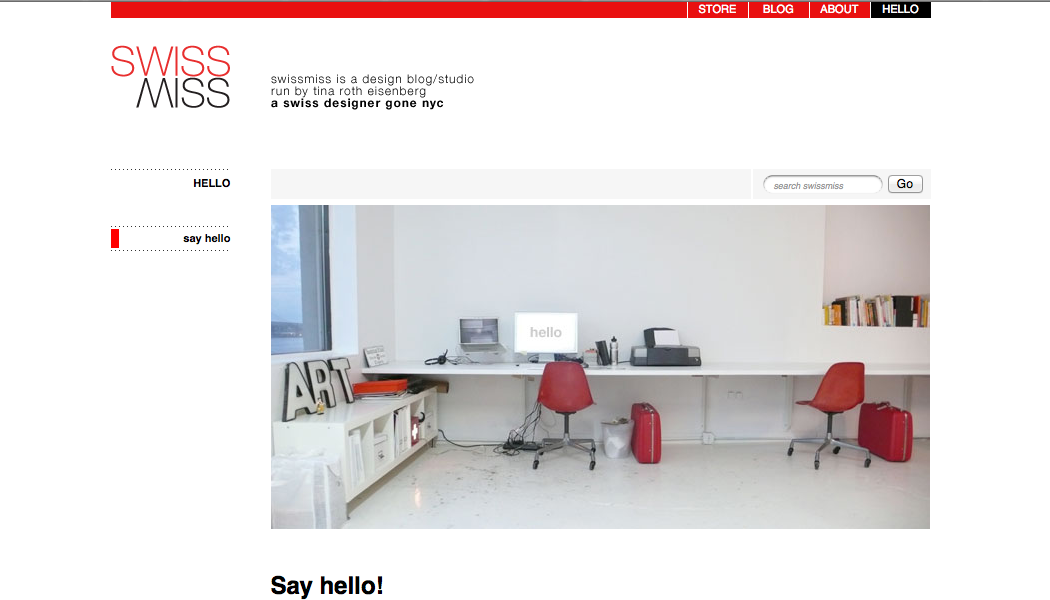 STORE BLOG ABOUT HELLO
SWISS
MISS
swissmiss is a design blog/studio
run by tina roth eisenberg
a swiss designer gone nyc
HELLO
say hello
search swissmiss Go
hello
ART
Say hello!